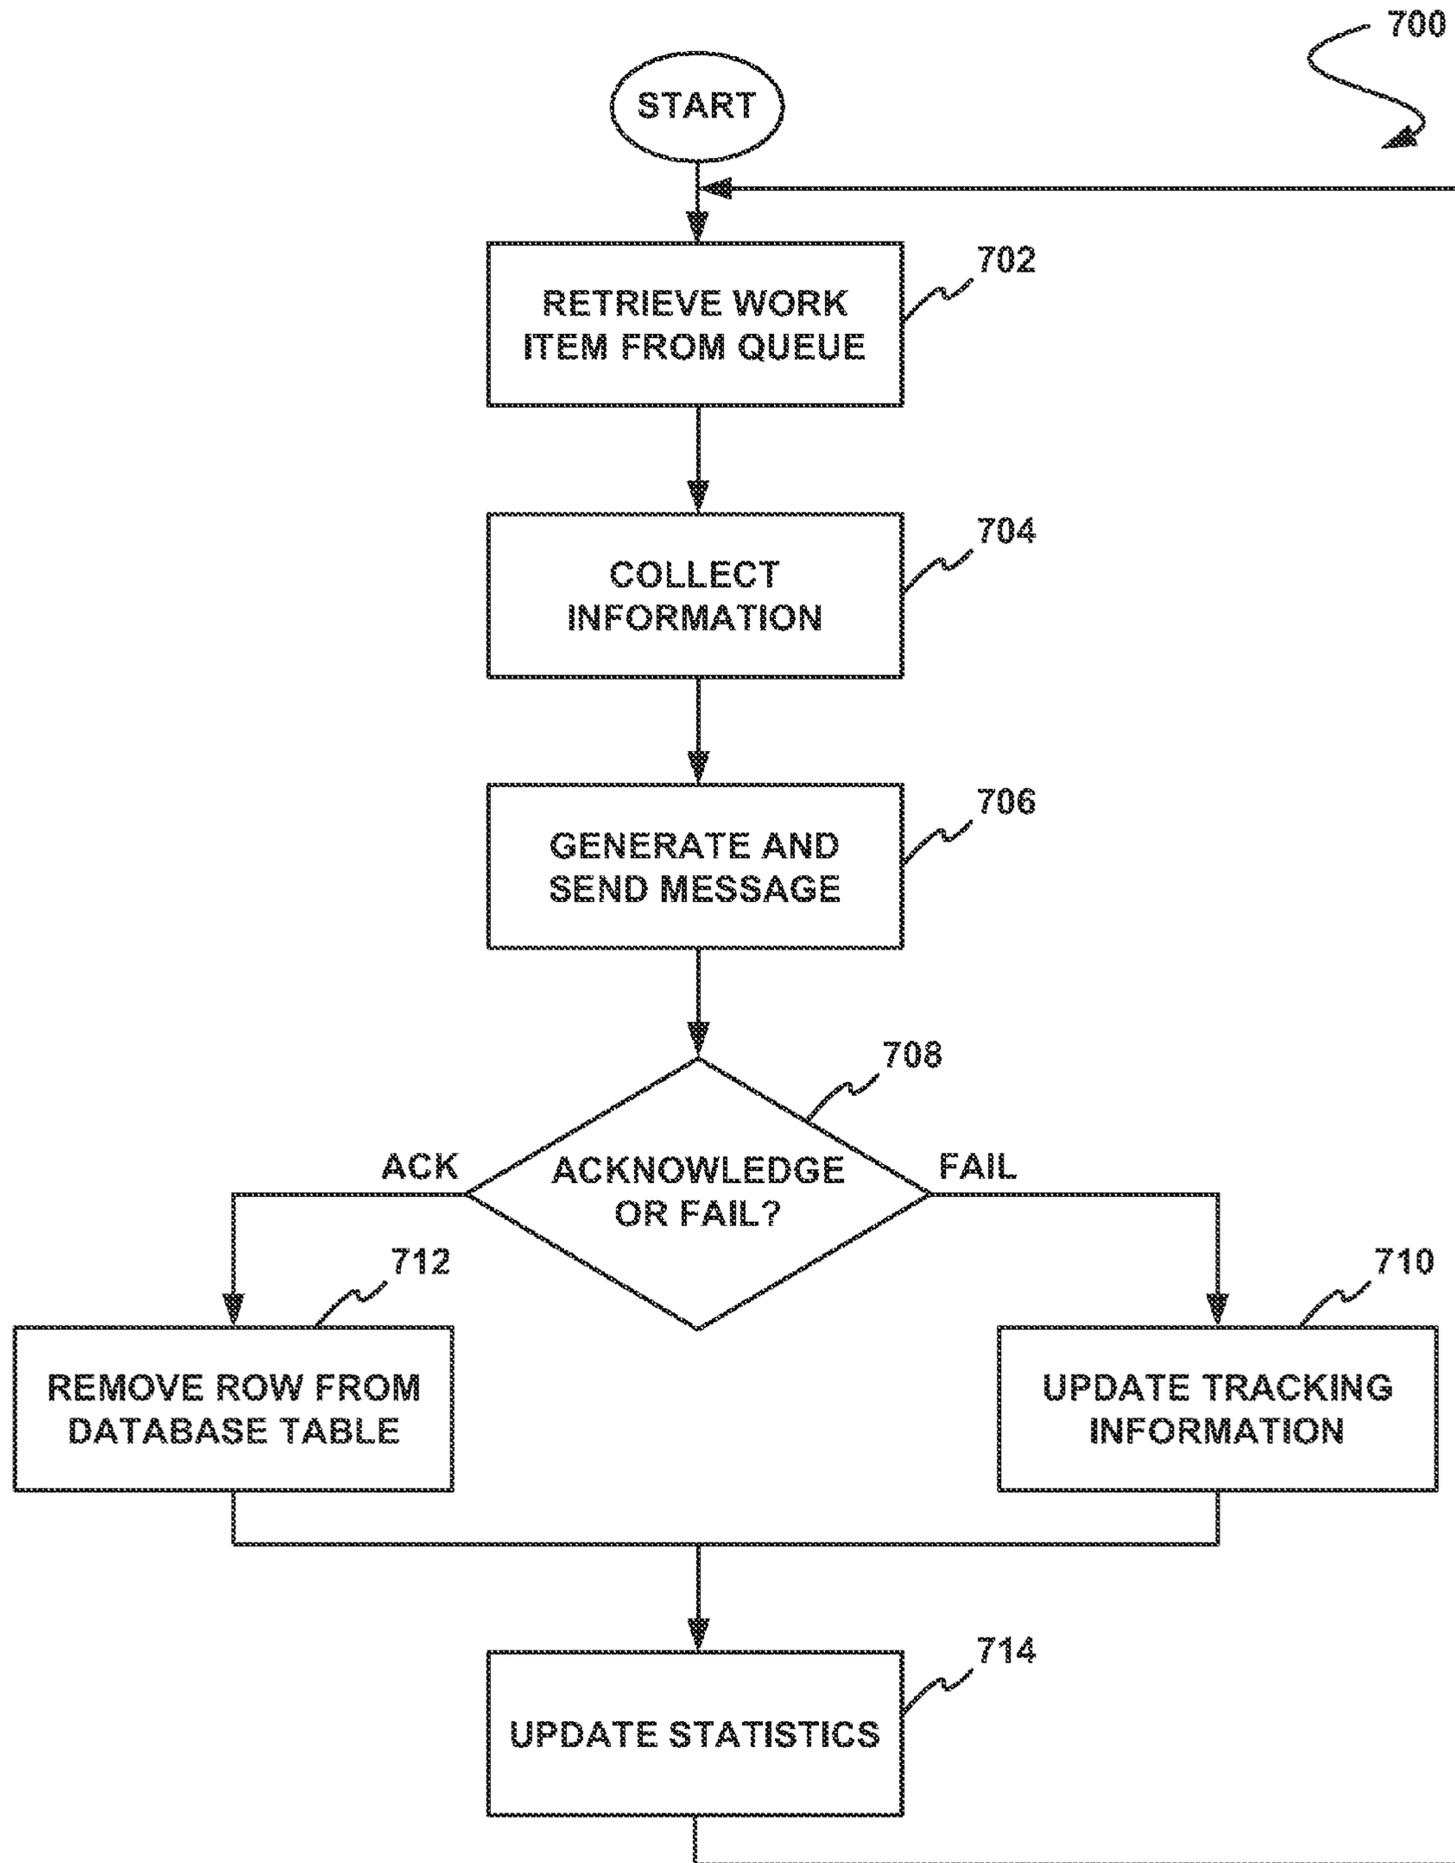 700
START
702
RETRIEVE WORK
ITEM FROM QUEUE
704
COLLECT
INFORMATION
706
GENERATE AND
SEND MESSAGE
708
ACK
ACKNOWLEDGE
OR FAIL?
FAIL
712
REMOVE ROW FROM
DATABASE TABLE
710
UPDATE TRACKING
INFORMATION
714
UPDATE STATISTICS